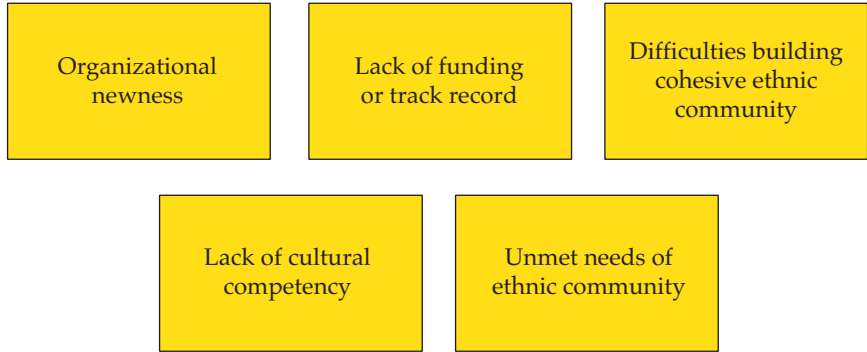 Organizational
newness
Lack of funding
or track record
Difficulties building
cohesive ethnic
community
Lack of cultural
competency
Unmet needs of
ethnic community